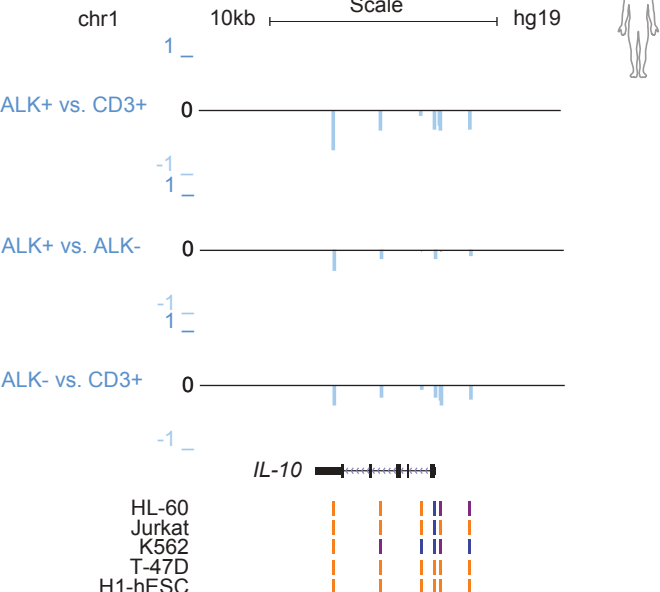 Scale
chr1 10kb hg19
1
ALK+ vs. CD3+ 0
-1
1
ALK+ vs. ALK- 0
-1
1
ALK- vs. CD3+ 0
-1
IL-10
HL-60
Jurkat
K562
T-47D
H1-hESC